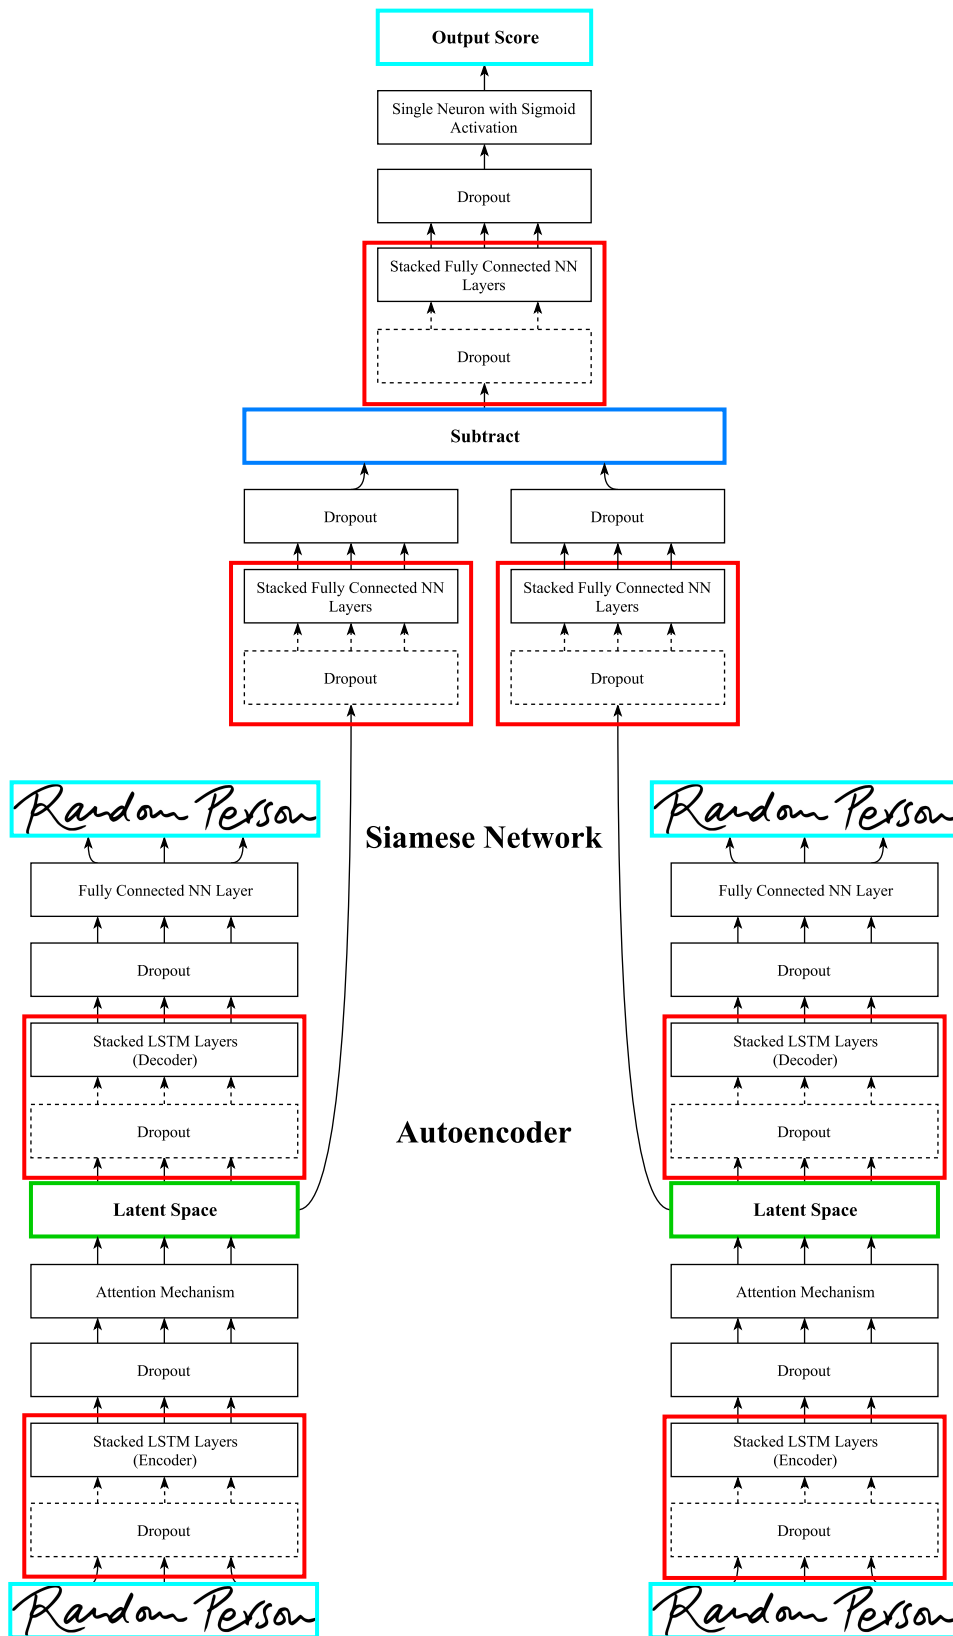 Output Score
Single Neuron with Sigmoid
Activation
Dropout
Stacked Fully Connected NN
Layers
Dropout
Subtract
Dropout
Dropout
Stacked Fully Connected NN
Layers
Stacked Fully Connected NN
Layers
Dropout
Dropout
Random Person
Random Person
Siamese Network
Fully Connected NN Layer
Fully Connected NN Layer
Dropout
Dropout
Stacked LSTM Layers
(Decoder)
Stacked LSTM Layers
(Decoder)
Dropout
Dropout
Autoencoder
Latent Space
Latent Space
Attention Mechanism
Attention Mechanism
Dropout
Dropout
Stacked LSTM Layers
(Encoder)
Stacked LSTM Layers
(Encoder)
Dropout
Dropout
Random Person
Random Person